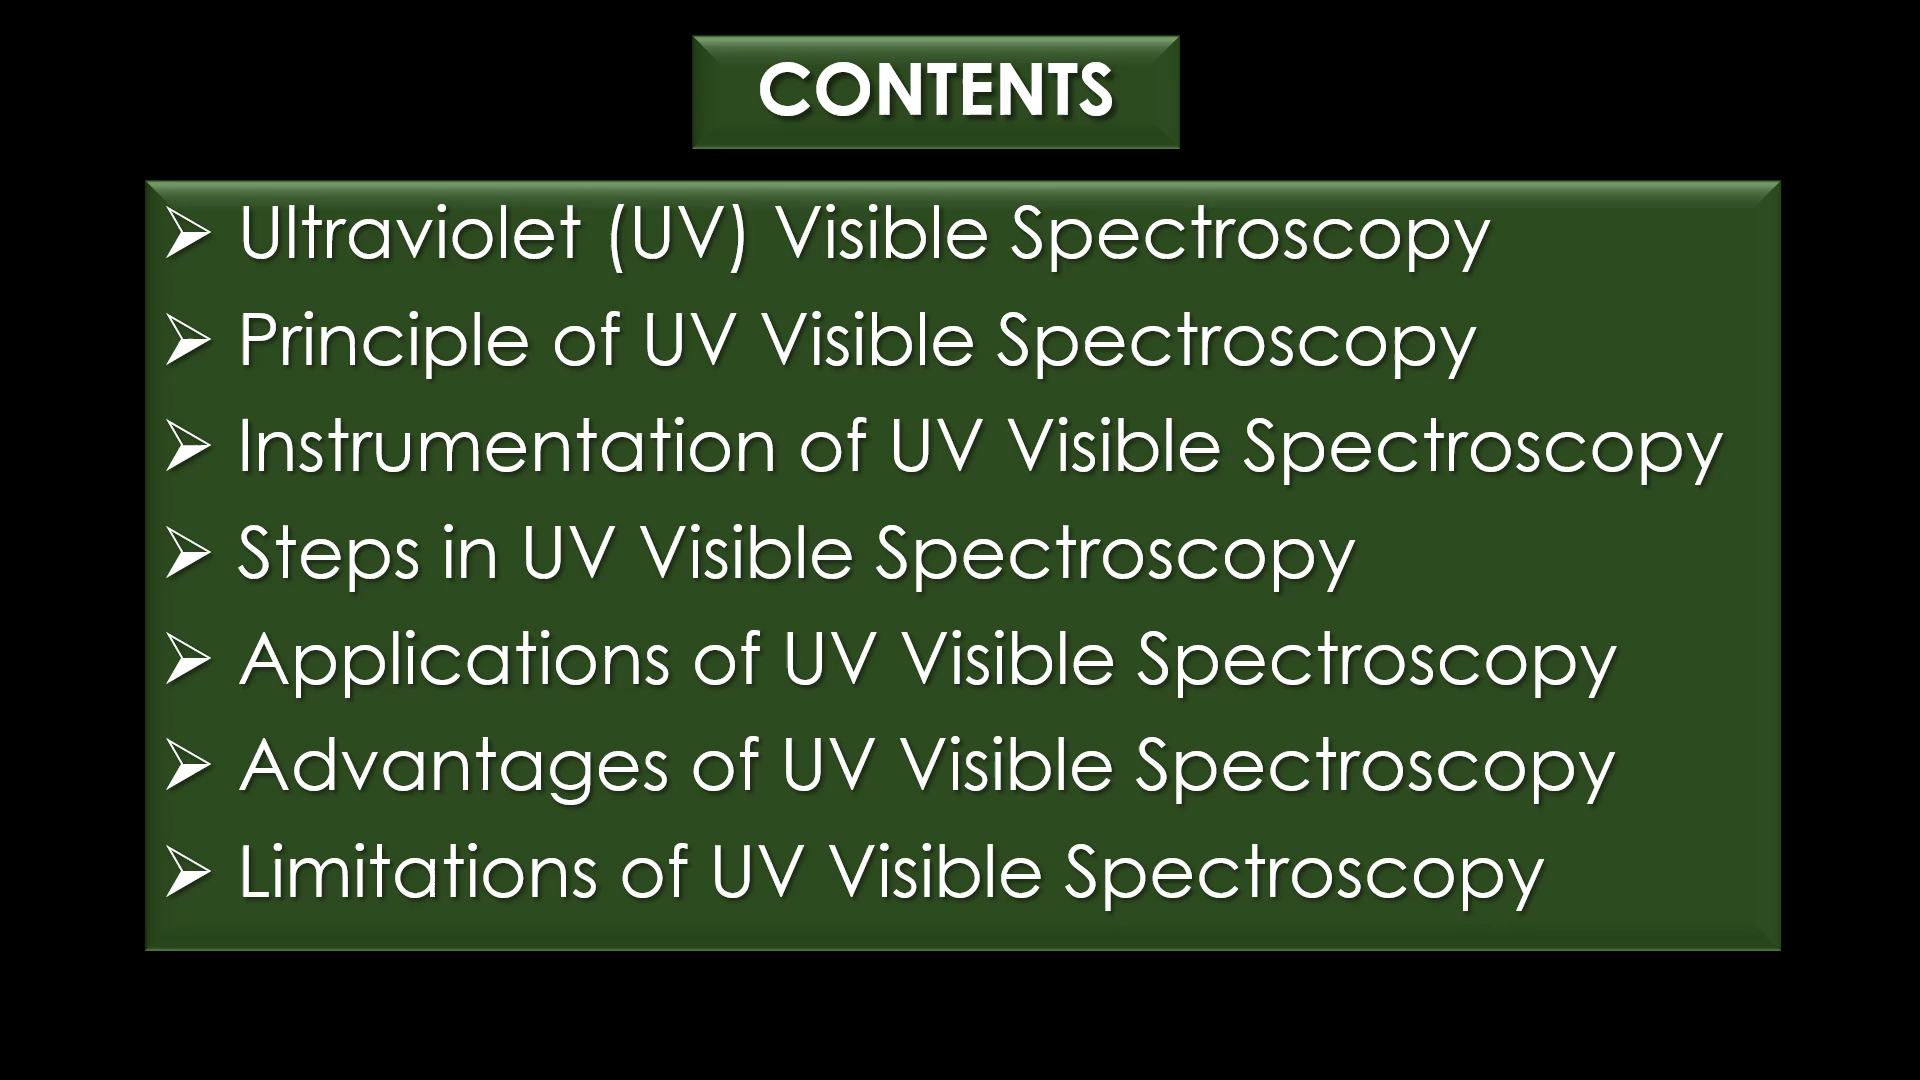 CONTENTS
➢ Ultraviolet (UV) Visible Spectroscopy
➢ Principle of UV Visible Spectroscopy
➢ Instrumentation of UV Visible Spectroscopy
➢ Steps in UV Visible Spectroscopy
➢ Applications of UV Visible Spectroscopy
➢ Advantages of UV Visible Spectroscopy
➢ Limitations of UV Visible Spectroscopy